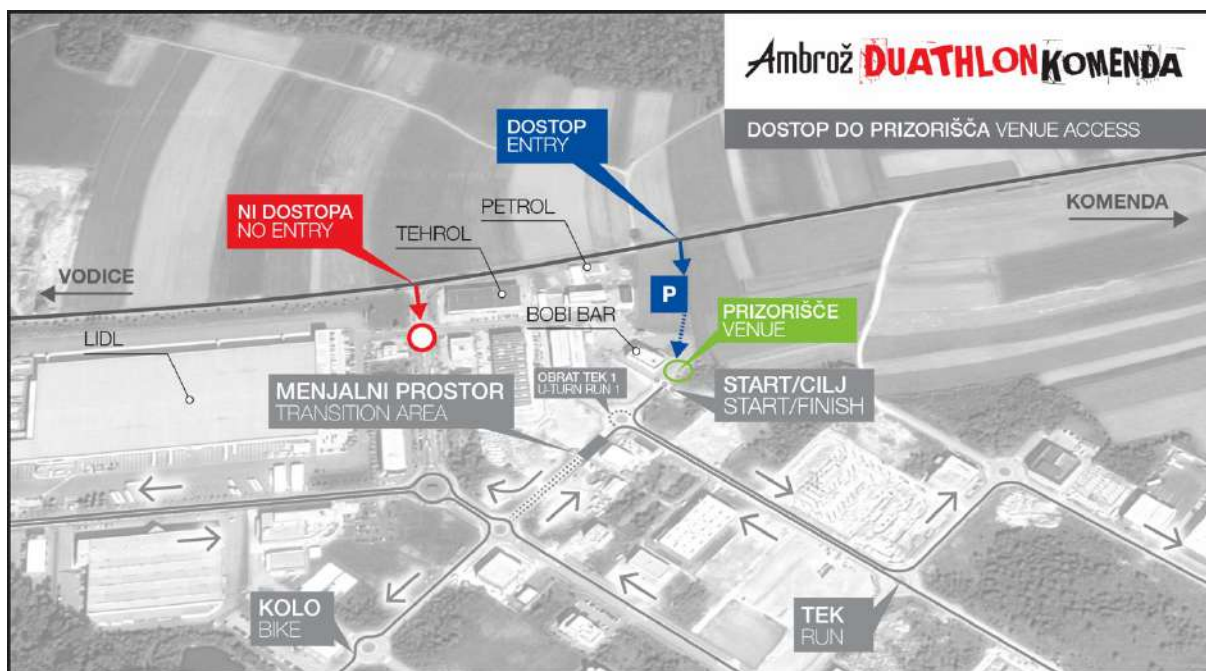 Ambrož DUATHLON KOMENDA
DOSTOP DO PRIZORIŠČA VENUE ACCESS
DOSTOP
ENTRY
NI DOSTOPA
NO ENTRY
PETROL
TEHROL
KOMENDA
VODICE
P
PRIZORIŠČE
VENUE
BOBI BAR
LIDL
OBRAT TEK 1
U-TURN RUN 1
MENJALNI PROSTOR
TRANSITION AREA
START/CILJ
START/FINISH
KOLO
BIKE
TEK
RUN